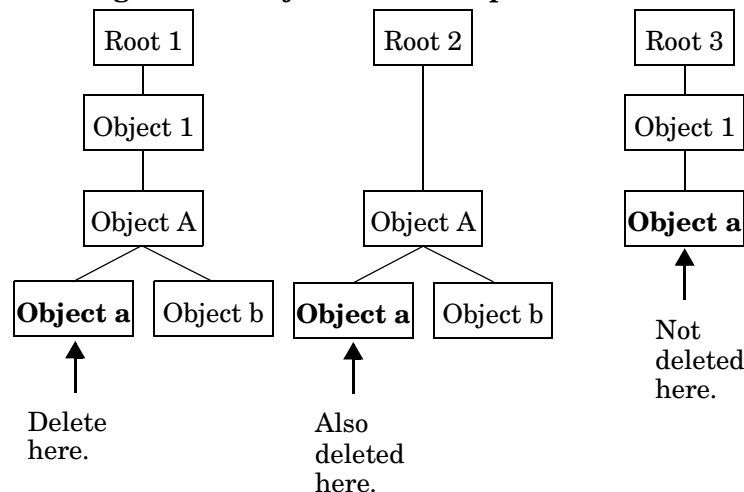 Root 1
Root 2
Root 3
Object 1
Object 1
Object A
Object A
Object a
Object a
Object b
Object a
Object b
Not
deleted
here.
Delete
here.
Also
deleted
here.